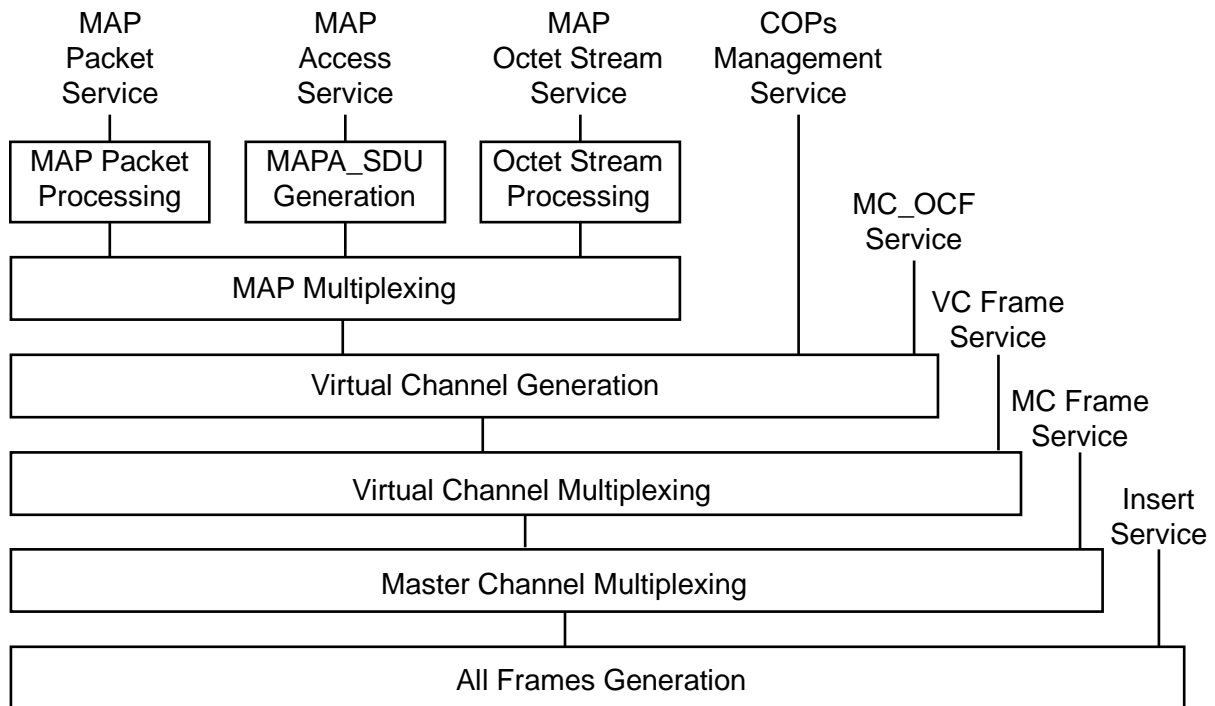 MAP
Packet
Service
MAP
Access
Service
MAP
Octet Stream
Service
COPs
Management
Service
MAP Packet
Processing
MAPA_SDU
Generation
Octet Stream
Processing
MC_OCF
Service
MAP Multiplexing
VC Frame
Service
Virtual Channel Generation
MC Frame
Service
Virtual Channel Multiplexing
Insert
Service
Master Channel Multiplexing
All Frames Generation